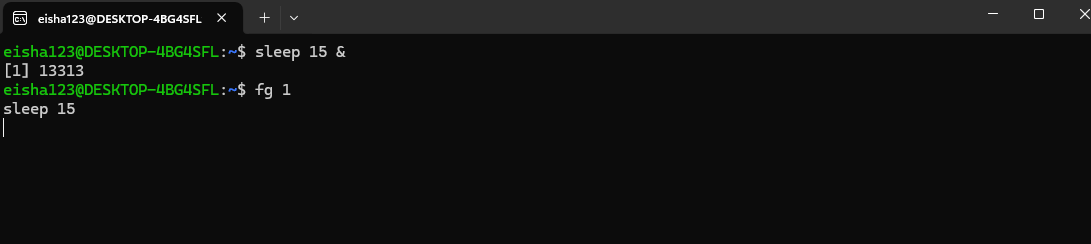 eisha123@DESKTOP-4BG4SFL
eisha123@DESKTOP-4BG4SFL:~$ sleep 15 &
[1] 13313
eisha123@DESKTOP-4BG4SFL:~$ fg 1
sleep 15